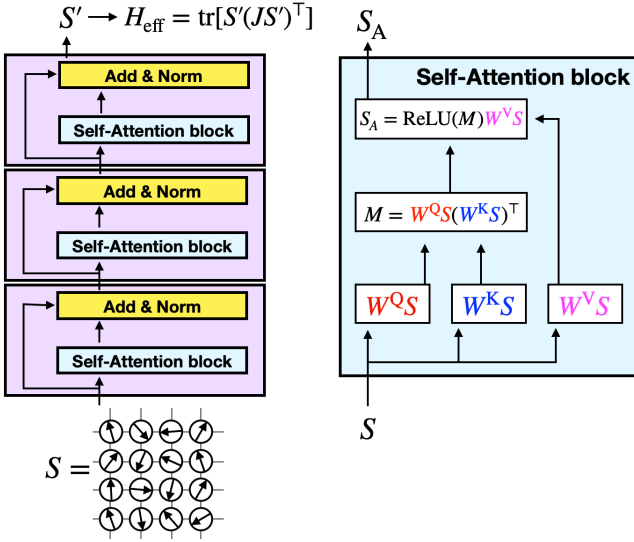 S′ → H_eff = tr[S′(JS′)^⊤]
Add & Norm
Self-Attention block
Add & Norm
Self-Attention block
Add & Norm
Self-Attention block
S =
S_A
Self-Attention block
S_A = ReLU(M)W^V S
M = W^Q S(W^K S)^⊤
W^Q S
W^K S
W^V S
S